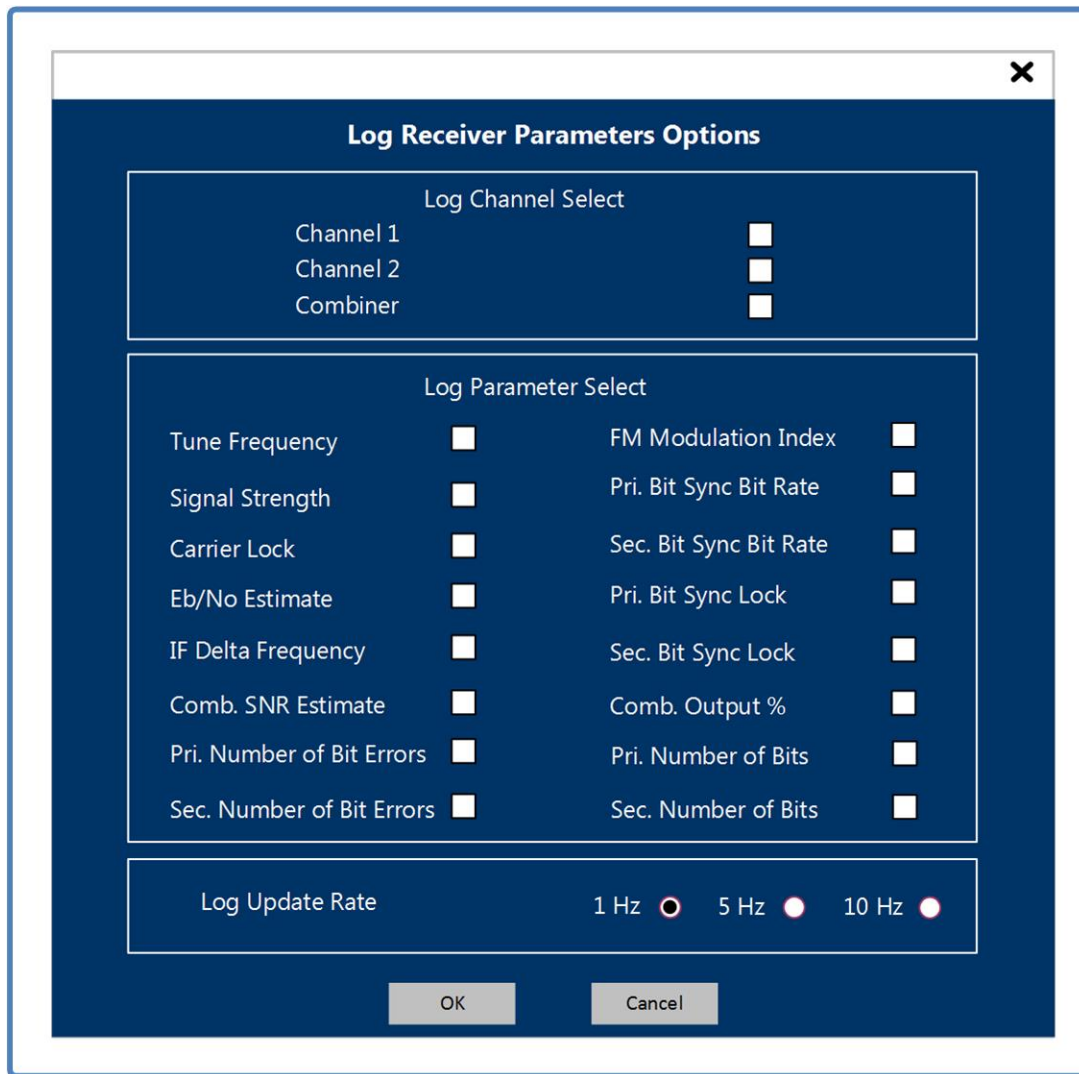 Log Receiver Parameters Options
Log Channel Select
Channel 1
Channel 2
Combiner
Log Parameter Select
Tune Frequency
FM Modulation Index
Signal Strength
Pri. Bit Sync Bit Rate
Carrier Lock
Sec. Bit Sync Bit Rate
Eb/No Estimate
Pri. Bit Sync Lock
IF Delta Frequency
Sec. Bit Sync Lock
Comb. SNR Estimate
Comb. Output %
Pri. Number of Bit Errors
Pri. Number of Bits
Sec. Number of Bit Errors
Sec. Number of Bits
Log Update Rate 1 Hz 5 Hz 10 Hz
OK Cancel